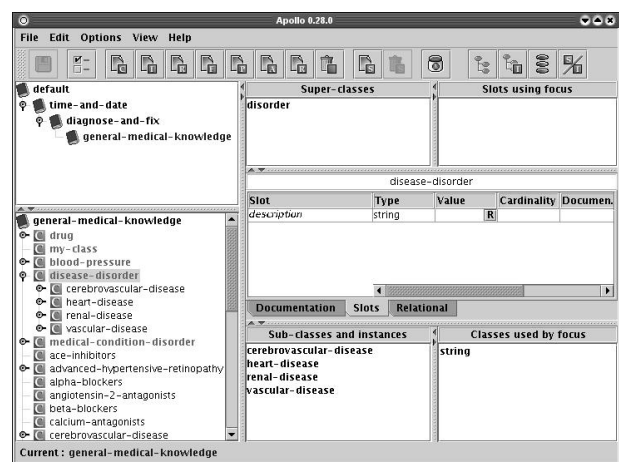 Apollo 0.28.0
File Edit Options View Help
default
time-and-date
diagnose-and-fix
general-medical-knowledge
Super-classes
disorder
Slots using focus
disease-disorder
Slot Type Value Cardinality Documen.
description string R
Documentation Slots Relational
general-medical-knowledge
drug
my-class
blood-pressure
disease-disorder
cerebrovascular-disease
heart-disease
renal-disease
vascular-disease
medical-condition-disorder
ace-inhibitors
advanced-hypertensive-retinopathy
alpha-blockers
angiotensin-2-antagonists
beta-blockers
calcium-antagonists
cerebrovascular-disease
Sub-classes and instances
cerebrovascular-disease
heart-disease
renal-disease
vascular-disease
Classes used by focus
string
Current : general-medical-knowledge